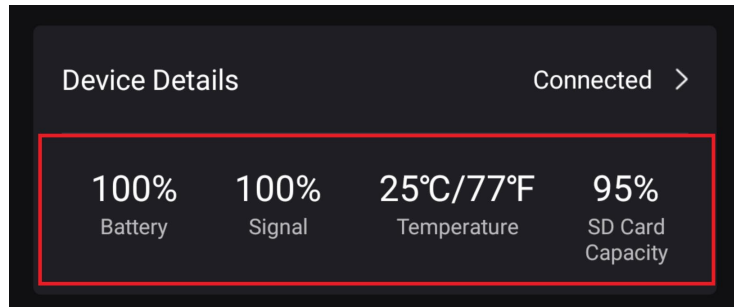 Device Details Connected
100% 100% 25℃/77℉ 95%
Battery Signal Temperature SD Card
Capacity